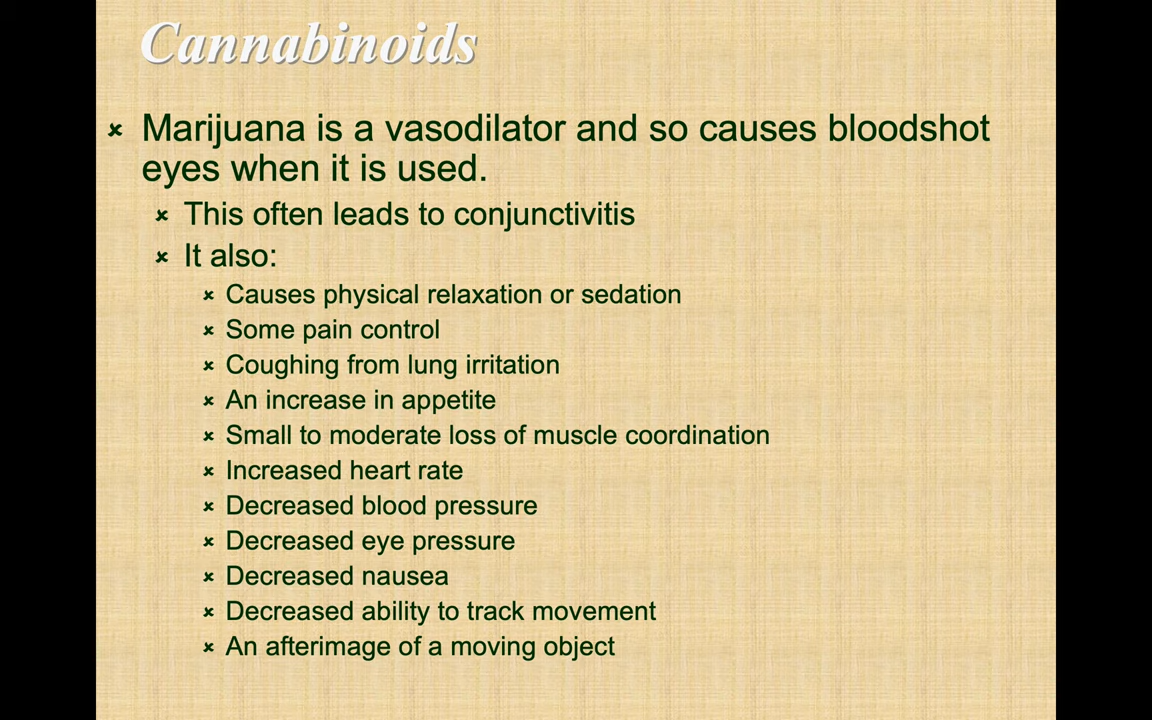 Cannabinoids
Marijuana is a vasodilator and so causes bloodshot
eyes when it is used.
This often leads to conjunctivitis
It also:
Causes physical relaxation or sedation
Some pain control
Coughing from lung irritation
An increase in appetite
Small to moderate loss of muscle coordination
Increased heart rate
Decreased blood pressure
Decreased eye pressure
Decreased nausea
Decreased ability to track movement
An afterimage of a moving object